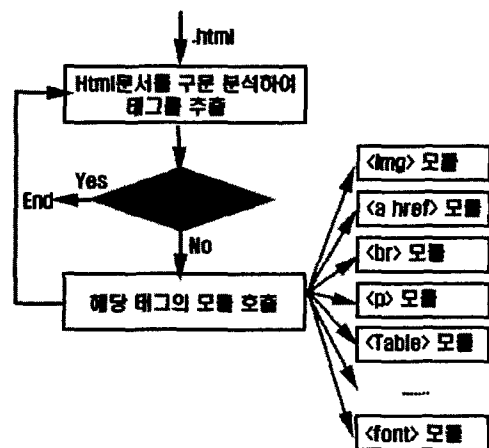 .html
Html문서를 구문 분석하여
태그를 추출
Yes
End
No
해당 태그의 모듈 호출
<Img> 모듈
<a href> 모듈
<br> 모듈
<p> 모듈
<Table> 모듈
.......
<font> 모듈